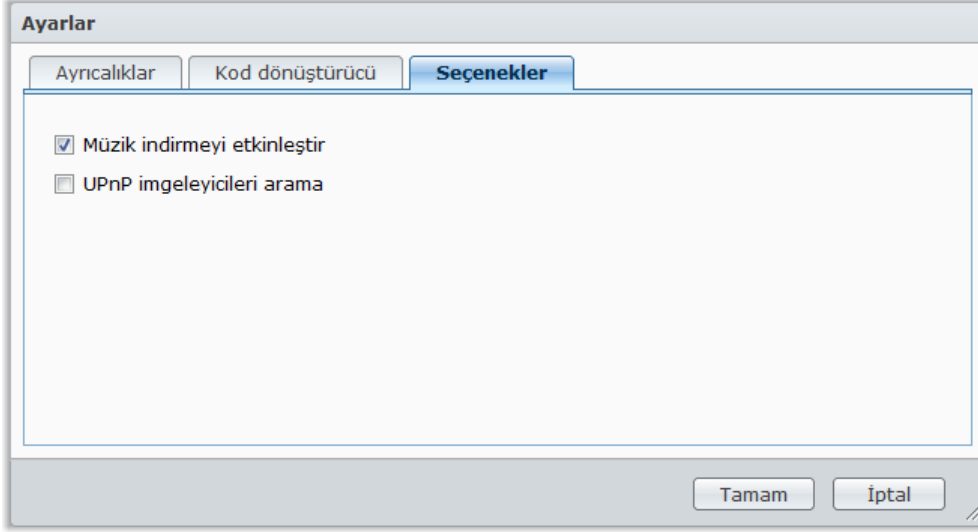 Ayarlar
Ayrıcalıklar Kod dönüştürücü Seçenekler
Müzik indirmeyi etkinleştir
UPnP imgeleyicileri arama
Tamam İptal